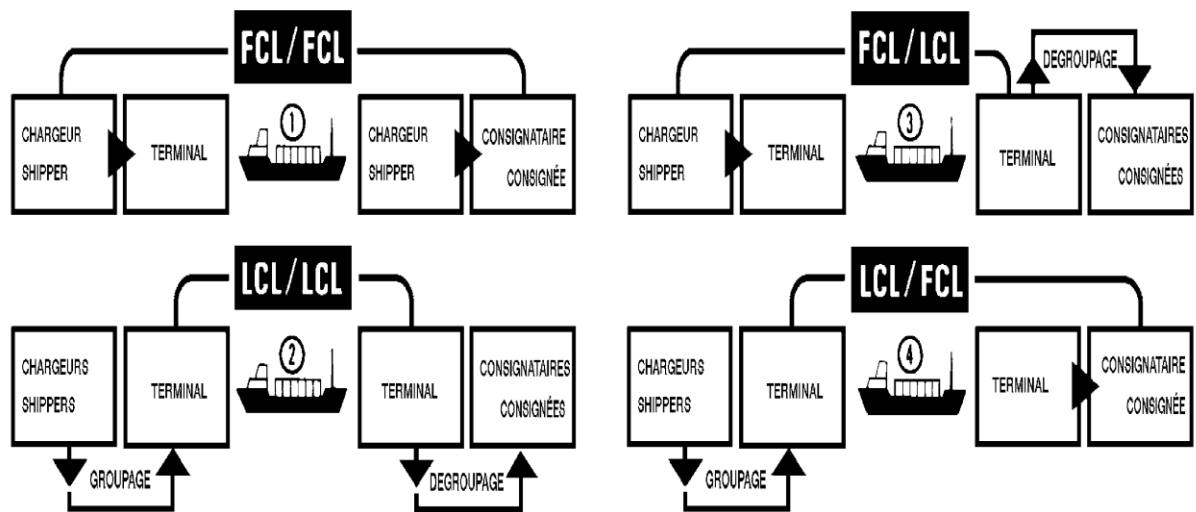 FCL/FCL
CHARGEUR
SHIPPER
TERMINAL
1
CHARGEUR
SHIPPER
CONSIGNATAIRE
CONSIGNÉE
FCL/LCL
DEGROUPAGE
CHARGEUR
SHIPPER
TERMINAL
3
TERMINAL
CONSIGNATAIRES
CONSIGNÉES
LCL/LCL
CHARGEURS
SHIPPERS
TERMINAL
2
TERMINAL
CONSIGNATAIRES
CONSIGNÉES
GROUPAGE
DEGROUPAGE
LCL/FCL
CHARGEURS
SHIPPERS
TERMINAL
4
TERMINAL
CONSIGNATAIRE
CONSIGNÉE
GROUPAGE